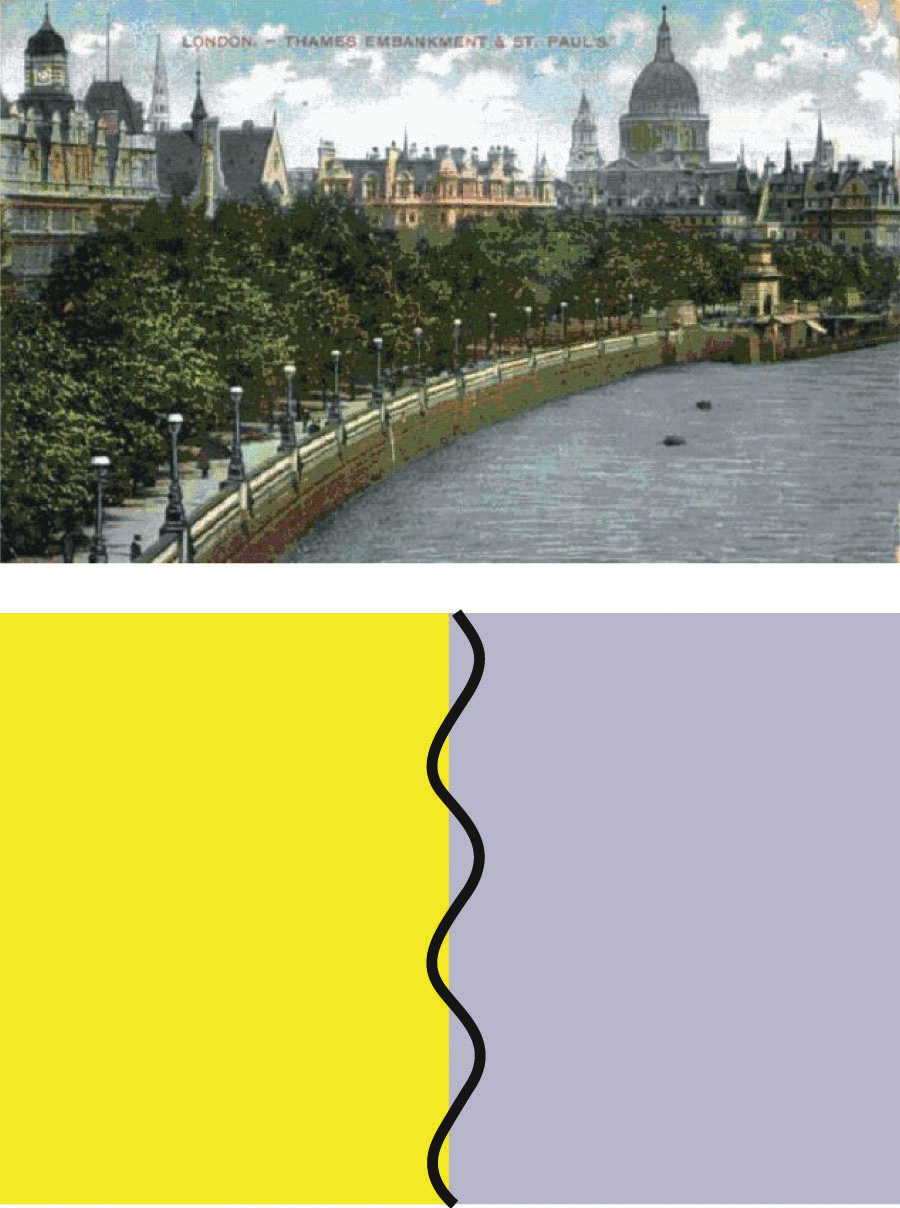 LONDON. – THAMES EMBANKMENT & ST. PAUL'S.